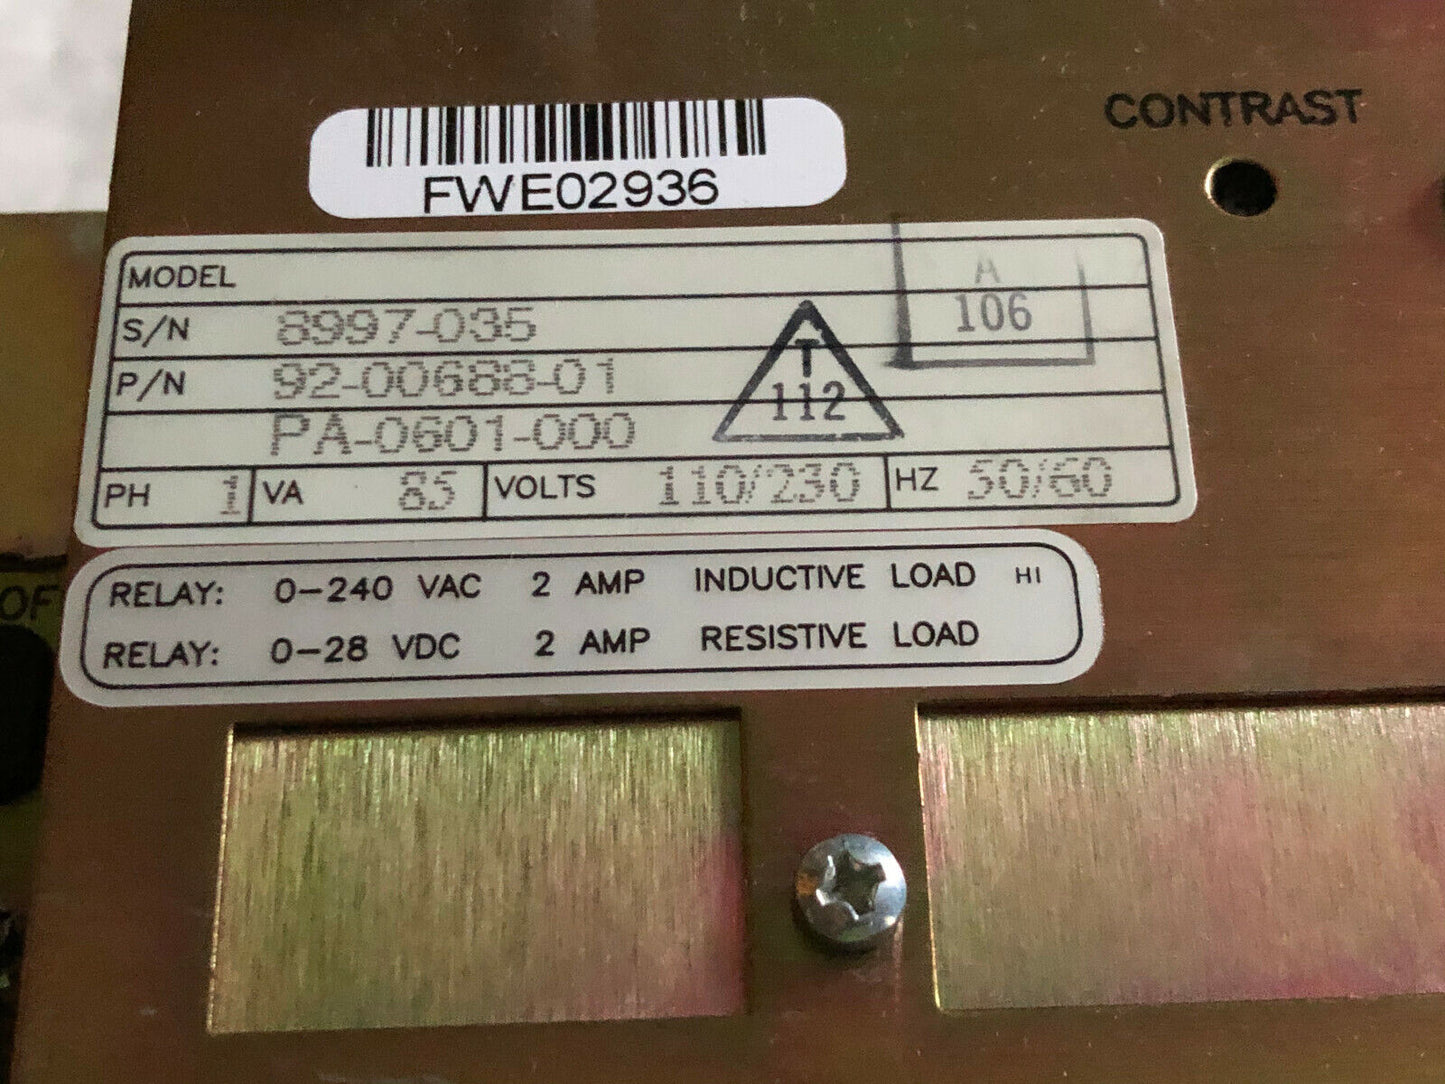 CONTRAST
FWE02936
MODEL
S/N 8997-035
P/N 92-00688-01
PA-0601-000
A
106
T
112
PH 1 VA 85 VOLTS 110/230 HZ 50/60
RELAY: 0-240 VAC 2 AMP INDUCTIVE LOAD HI
RELAY: 0-28 VDC 2 AMP RESISTIVE LOAD
OF